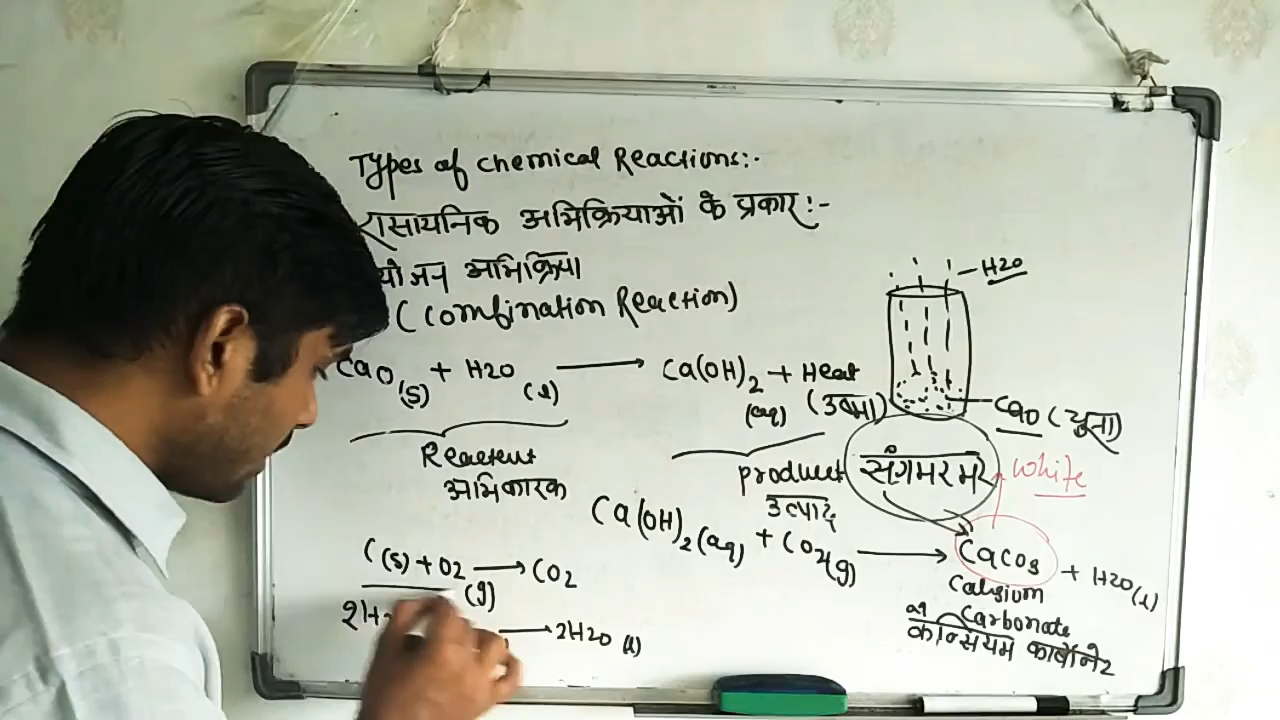 Types of Chemical Reactions:-
रासायनिक अभिक्रियाओं के प्रकार:-
योजन अभिक्रिया
(Combination Reaction)
-H2O
CaO(s) + H2O (l) → Ca(OH)2 (aq) + Heat
(उष्मा)
CaO (चूना)
Reactent
अभिकारक
Product
उत्पाद
संगमरमर
White
Ca(OH)2(aq) + CO2(g) → CaCO3 + H2O(l)
Calsium
Carbonate
कैल्सियम कार्बोनेट
C(s) + O2 (g) → CO2
2H → 2H2O (l)